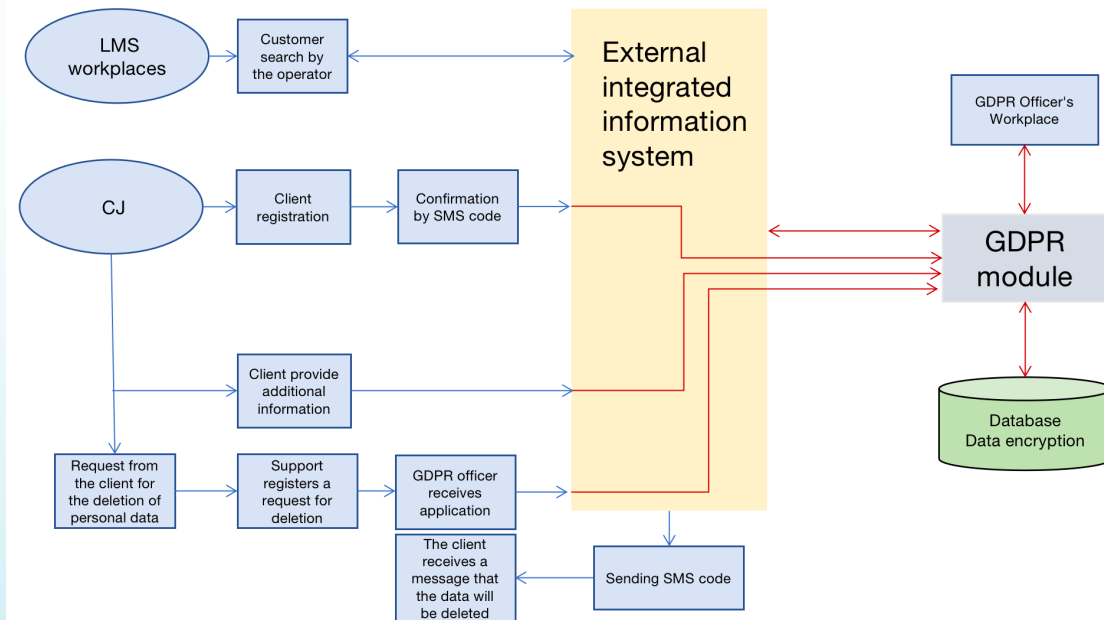 LMS
workplaces
Customer
search by
the operator
External
integrated
information
system
GDPR Officer's
Workplace
CJ
Client
registration
Confirmation
by SMS code
GDPR
module
Client provide
additional
information
Database
Data encryption
Request from
the client for
the deletion of
personal data
Support
registers a
request for
deletion
GDPR officer
receives
application
The client
receives a
message that
the data will
be deleted
Sending SMS code